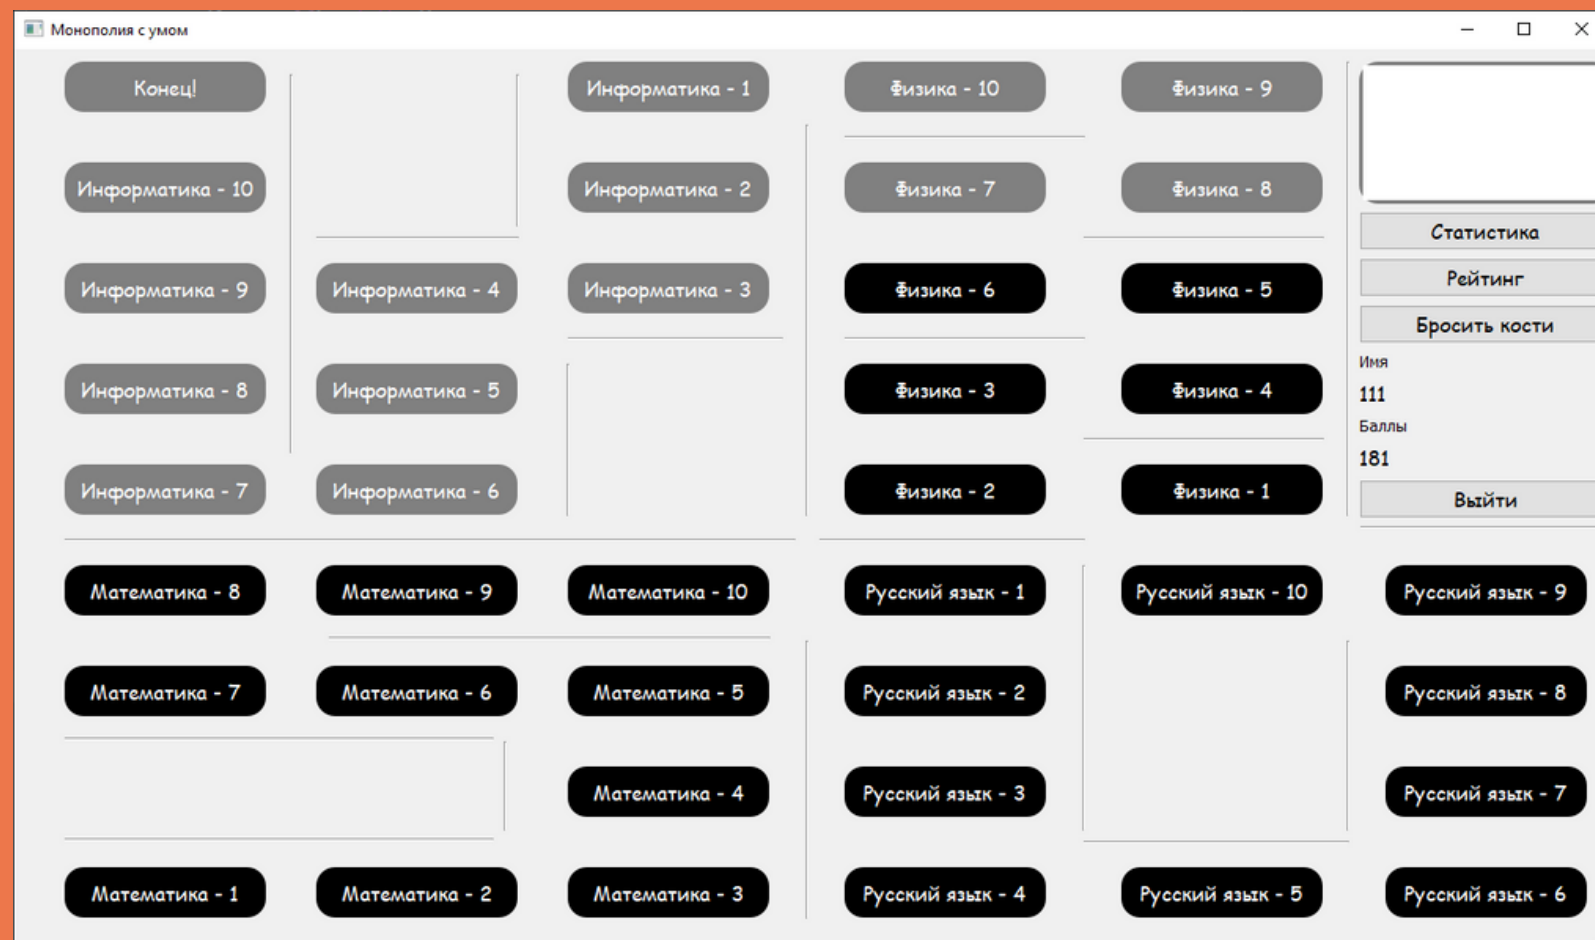 Монополия с умом
Конец!
Информатика - 1
Физика - 10
Физика - 9
Информатика - 10
Информатика - 2
Физика - 7
Физика - 8
Статистика
Информатика - 9
Информатика - 4
Информатика - 3
Физика - 6
Физика - 5
Рейтинг
Бросить кости
Имя
Информатика - 8
Информатика - 5
Физика - 3
Физика - 4
111
Баллы
181
Информатика - 7
Информатика - 6
Физика - 2
Физика - 1
Выйти
Математика - 8
Математика - 9
Математика - 10
Русский язык - 1
Русский язык - 10
Русский язык - 9
Математика - 7
Математика - 6
Математика - 5
Русский язык - 2
Русский язык - 8
Математика - 4
Русский язык - 3
Русский язык - 7
Математика - 1
Математика - 2
Математика - 3
Русский язык - 4
Русский язык - 5
Русский язык - 6